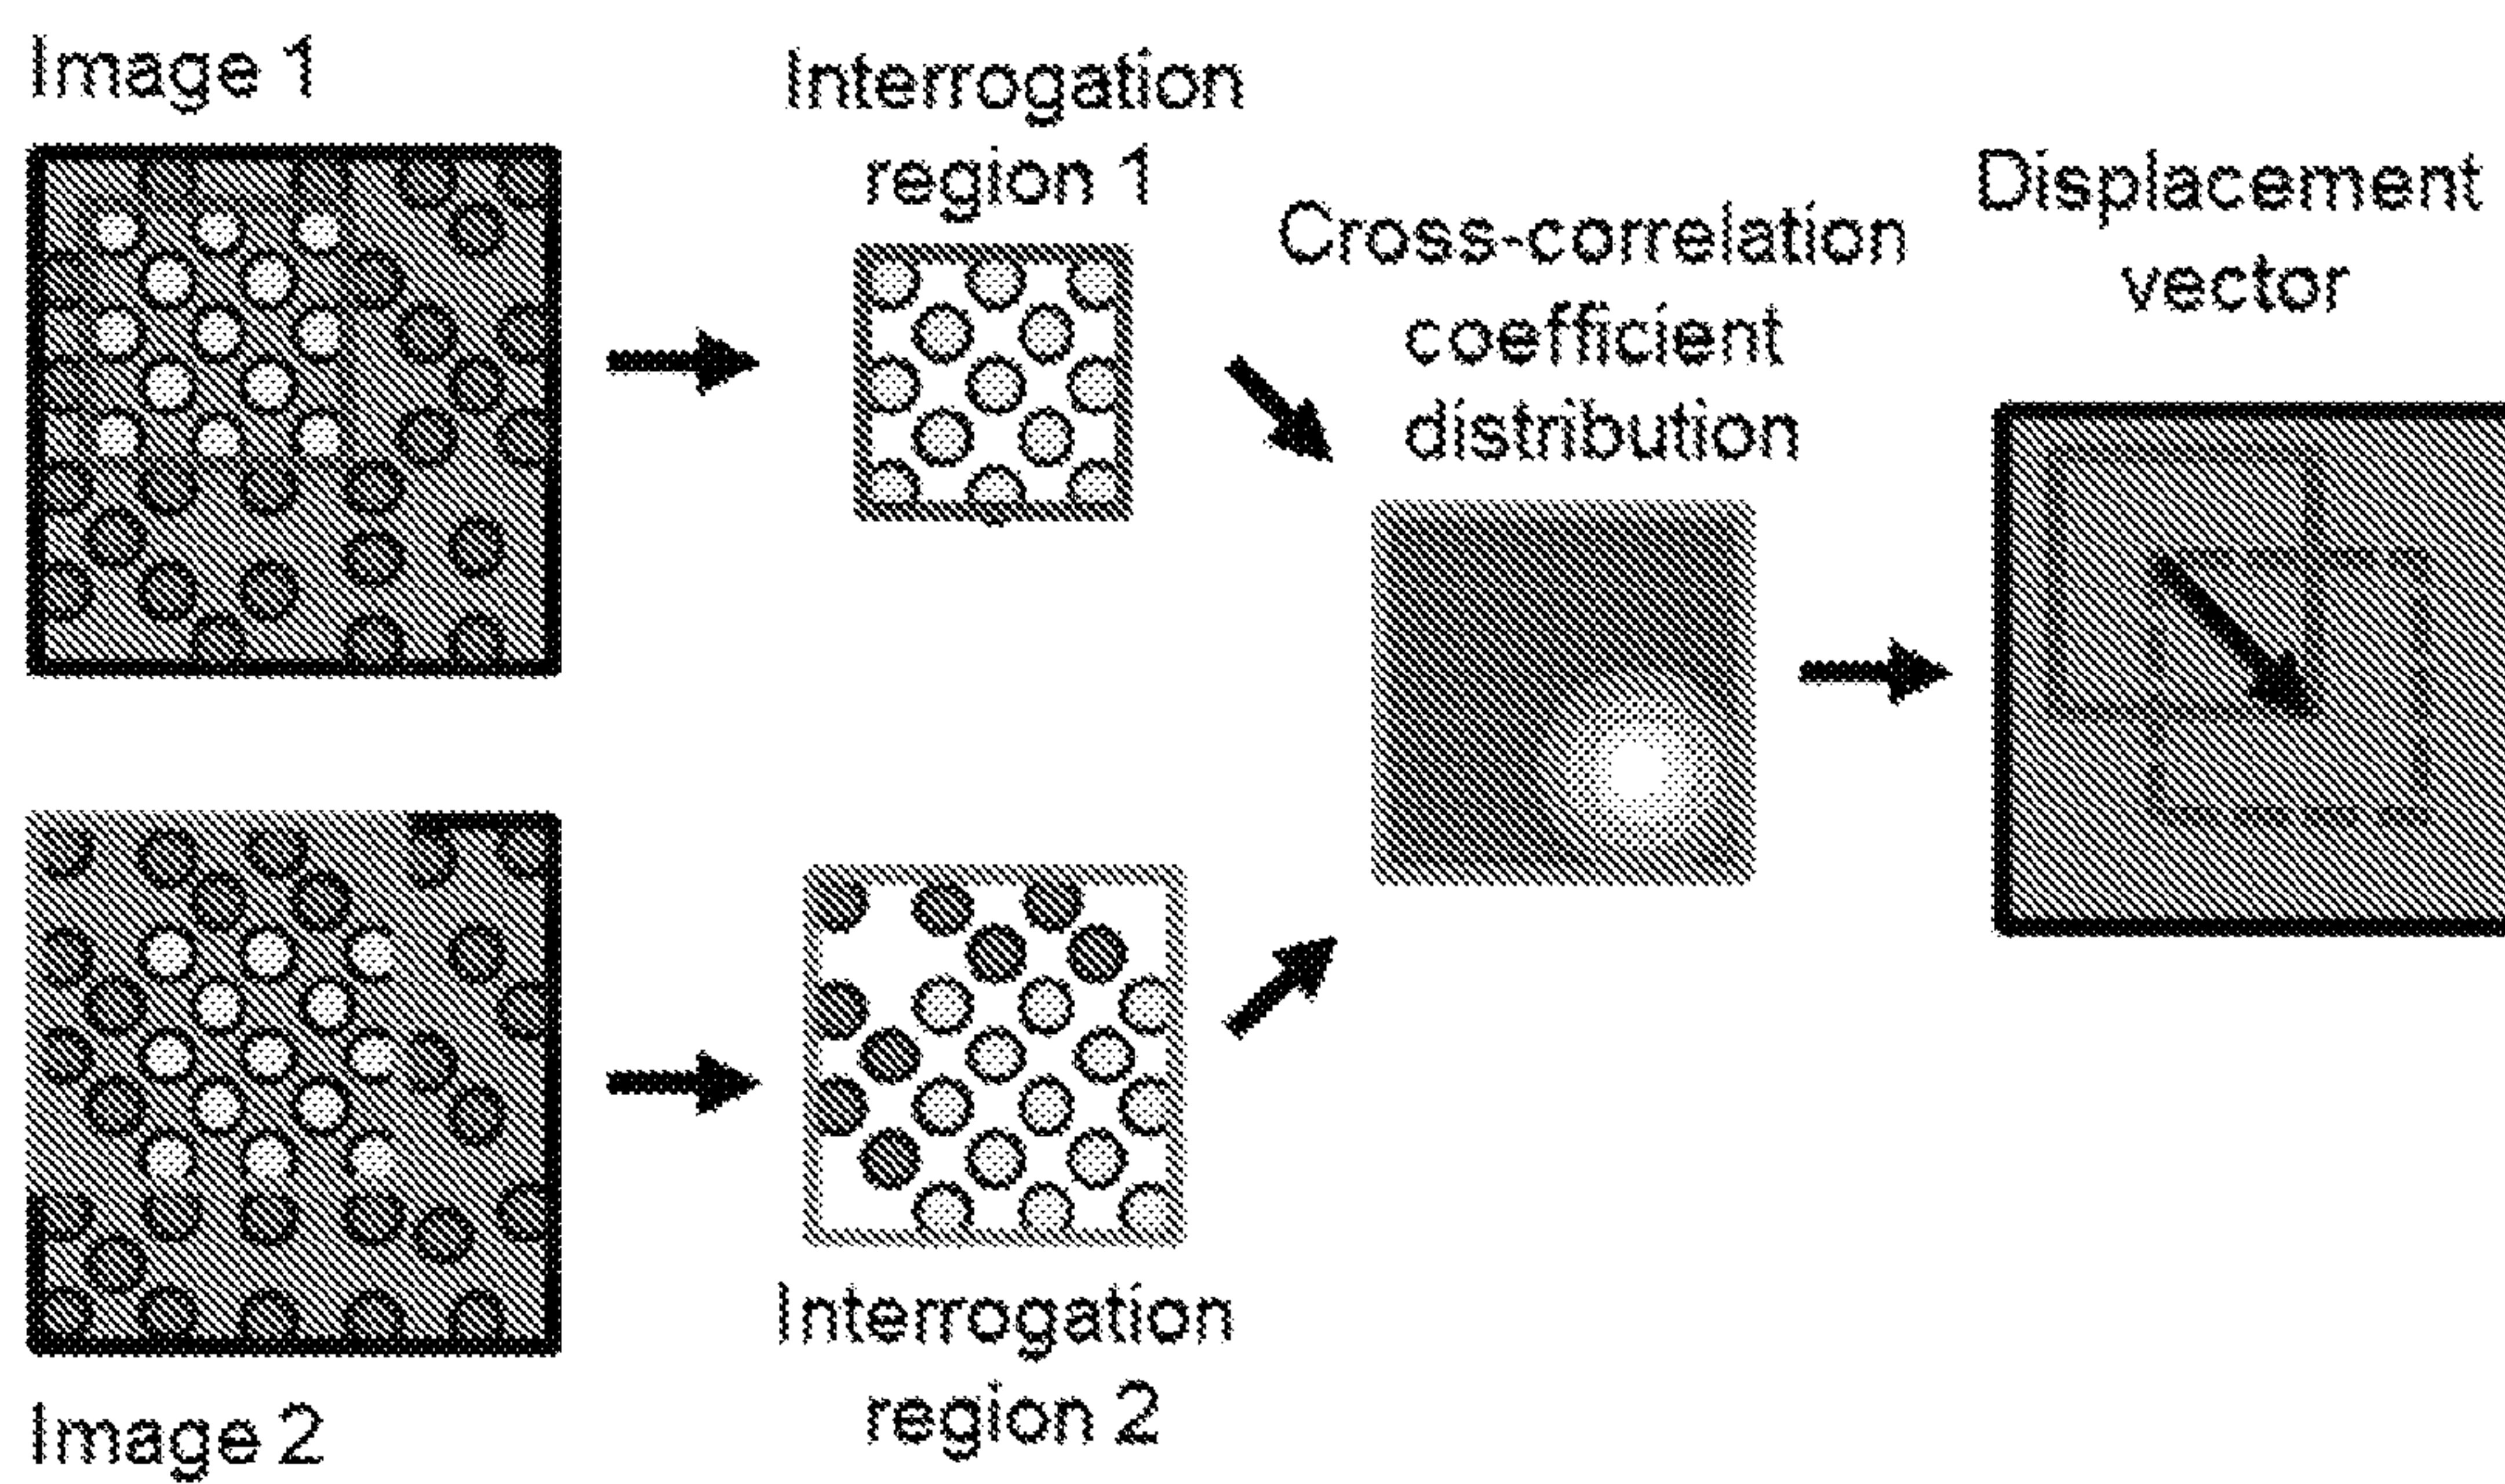 Image 1
Interrogation
region 1
Cross-correlation
coefficient
distribution
Displacement
vector
Interrogation
region 2
Image 2